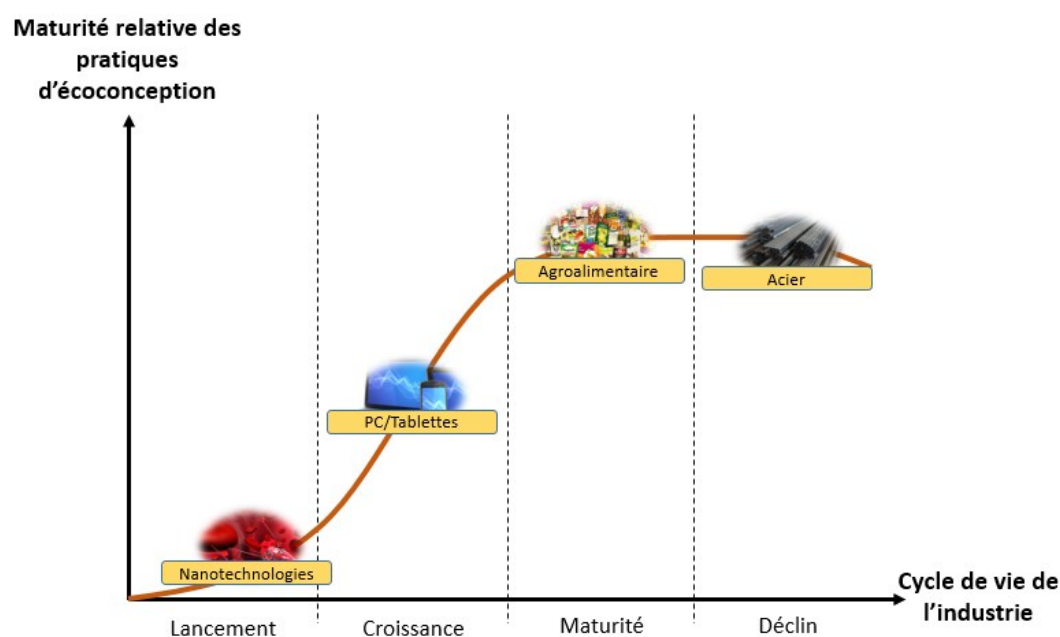 Maturité relative des
pratiques
d’écoconception
Agroalimentaire
Acier
PC/Tablettes
Nanotechnologies
Cycle de vie de
l’industrie
Lancement
Croissance
Maturité
Déclin